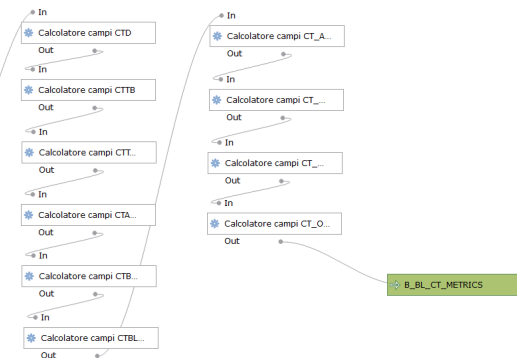 In
Calcolatore campi CTD
Out
In
Calcolatore campi CTTB
Out
In
Calcolatore campi CTT...
Out
In
Calcolatore campi CTA...
Out
In
Calcolatore campi CTB...
Out
In
Calcolatore campi CTBL...
Out
In
Calcolatore campi CT_A...
Out
In
Calcolatore campi CT_...
Out
In
Calcolatore campi CT_...
Out
In
Calcolatore campi CT_O...
Out
B_BL_CT_METRICS